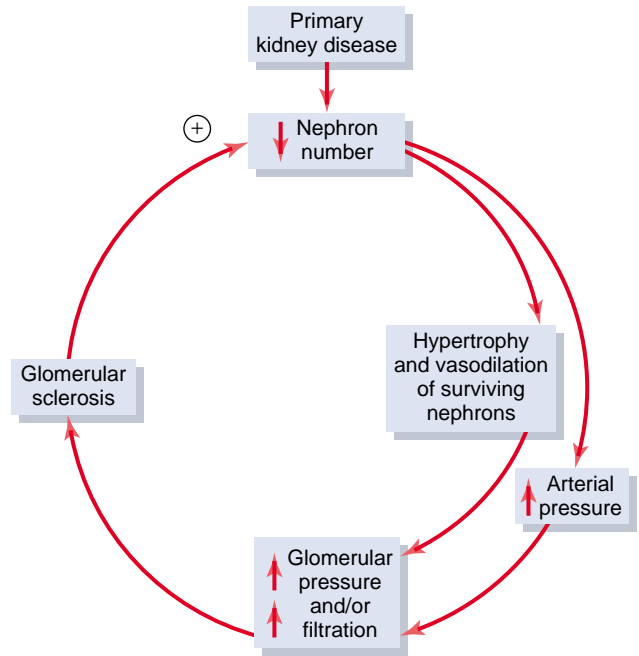 Primary
kidney disease
+
Nephron
number
Hypertrophy
and vasodilation
of surviving
nephrons
Glomerular
sclerosis
Arterial
pressure
Glomerular
pressure
and/or
filtration